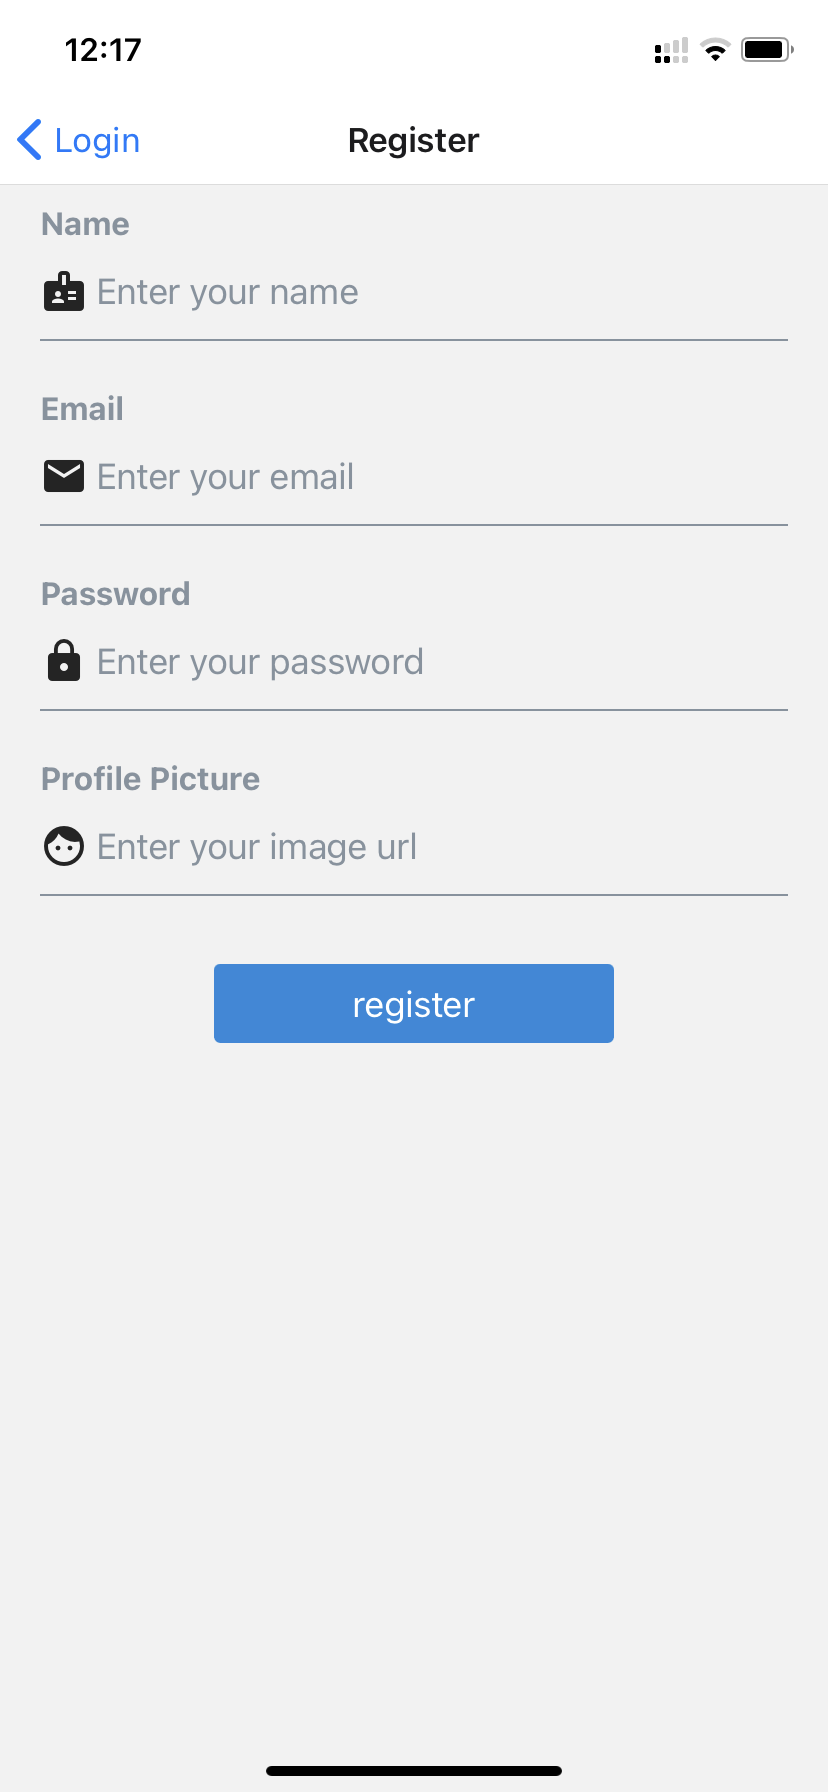 12:17
Login
Register
Name
Enter your name
Email
Enter your email
Password
Enter your password
Profile Picture
Enter your image url
register